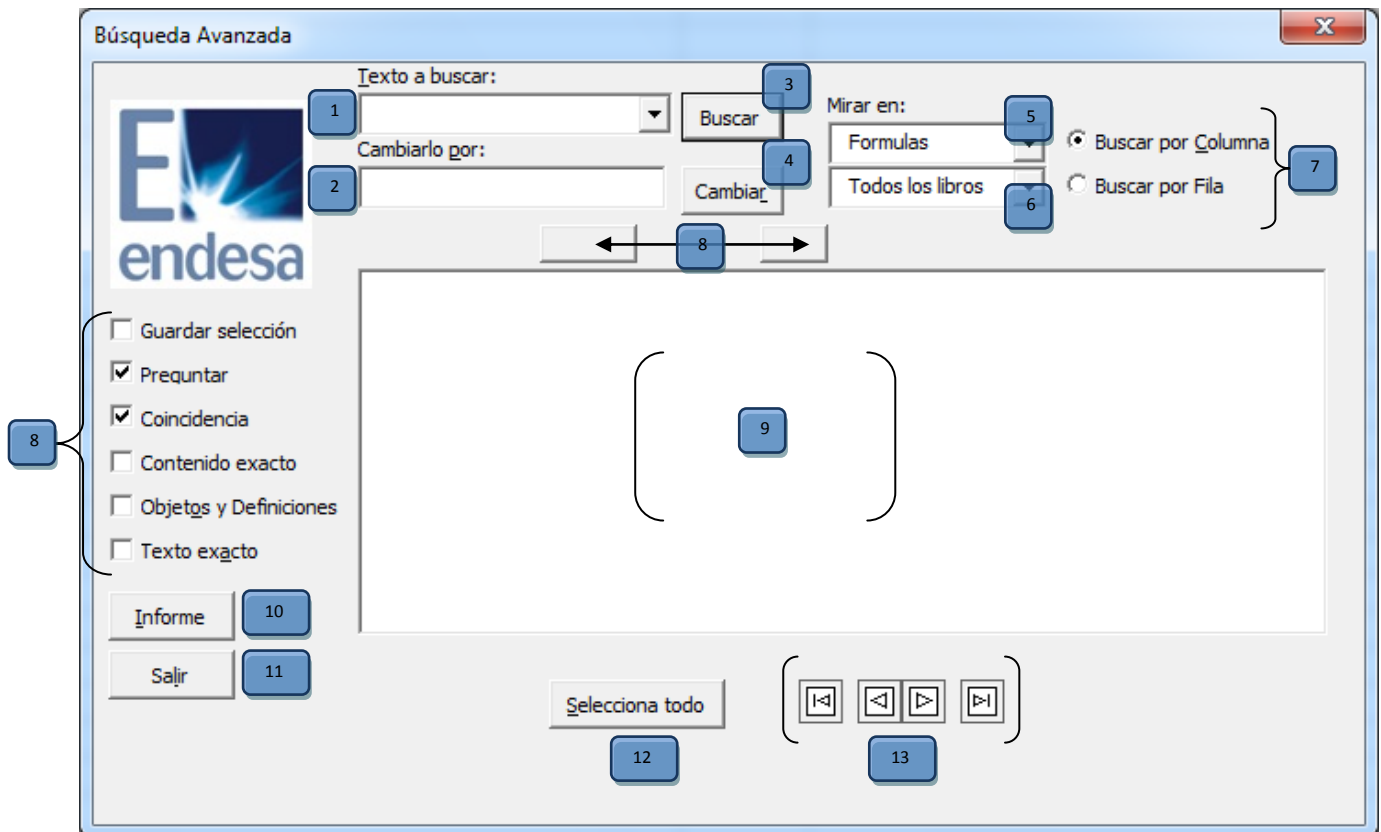 Búsqueda Avanzada
x
Texto a buscar:
1
Buscar
3
Mirar en:
Formulas
5
Buscar por Columna
7
Cambiarlo por:
2
Cambiar
4
Todos los libros
6
Buscar por Fila
8
E
endesa
Guardar selección
Preguntar
Coincidencia
8
9
Contenido exacto
Objetos y Definiciones
Texto exacto
Informe
10
Salir
11
Selecciona todo
12
13